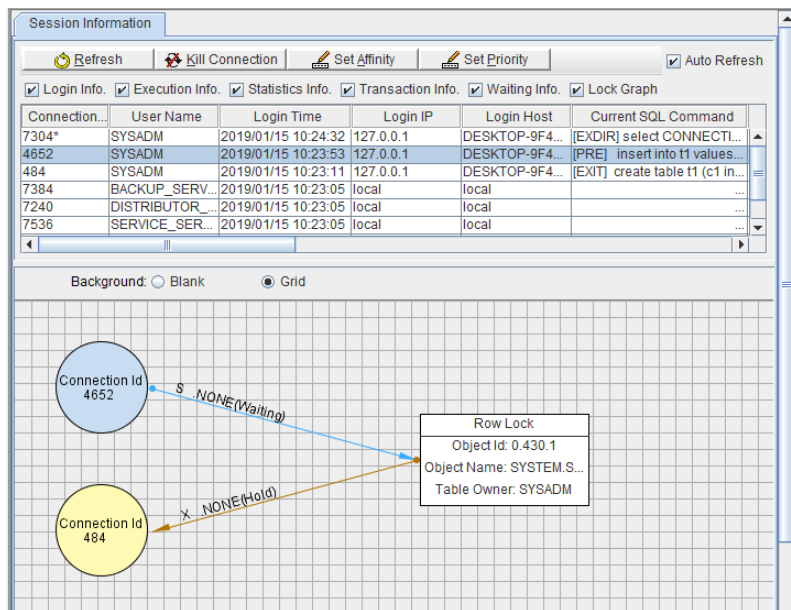 Session Information
Refresh Kill Connection Set Affinity Set Priority Auto Refresh
Login Info. Execution Info. Statistics Info. Transaction Info. Waiting Info. Lock Graph
Connection... User Name Login Time Login IP Login Host Current SQL Command
7304* SYSADM 2019/01/15 10:24:32 127.0.0.1 DESKTOP-9F4... [EXDIR] select CONNECTI...
4652 SYSADM 2019/01/15 10:23:53 127.0.0.1 DESKTOP-9F4... [PRE] insert into t1 values...
484 SYSADM 2019/01/15 10:23:11 127.0.0.1 DESKTOP-9F4... [EXIT] create table t1 (c1 in...
7384 BACKUP_SERV... 2019/01/15 10:23:05 local local ...
7240 DISTRIBUTOR_... 2019/01/15 10:23:05 local local ...
7536 SERVICE_SER... 2019/01/15 10:23:05 local local ...
Background: Blank Grid
Connection Id
4652
S .NONE(Waiting)
Row Lock
Object Id: 0.430.1
Object Name: SYSTEM.S...
Table Owner: SYSADM
X .NONE(Hold)
Connection Id
484